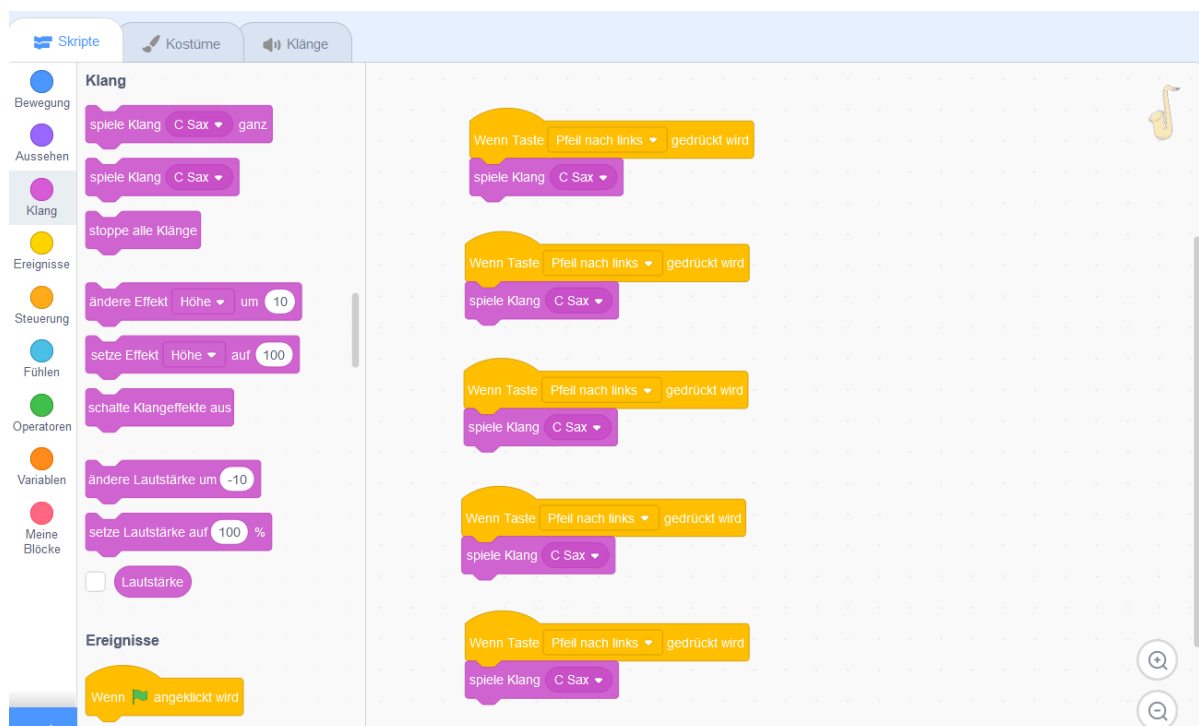 Skripte
Kostüme
Klänge
Bewegung
Aussehen
Klang
Ereignisse
Steuerung
Fühlen
Operatoren
Variablen
Meine
Blöcke
Klang
spiele Klang C Sax ganz
spiele Klang C Sax
stoppe alle Klänge
ändere Effekt Höhe um 10
setze Effekt Höhe auf 100
schalte Klangeffekte aus
ändere Lautstärke um -10
setze Lautstärke auf 100 %
Lautstärke
Ereignisse
Wenn angeklickt wird
Wenn Taste Pfeil nach links gedrückt wird
spiele Klang C Sax
Wenn Taste Pfeil nach links gedrückt wird
spiele Klang C Sax
Wenn Taste Pfeil nach links gedrückt wird
spiele Klang C Sax
Wenn Taste Pfeil nach links gedrückt wird
spiele Klang C Sax
Wenn Taste Pfeil nach links gedrückt wird
spiele Klang C Sax